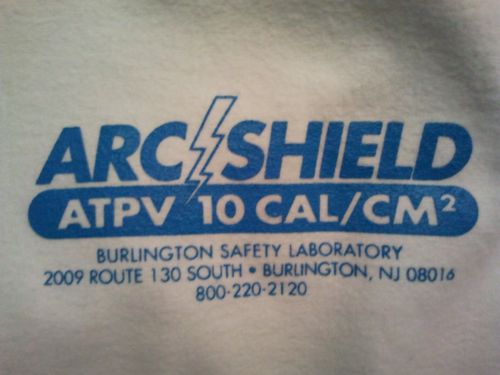 ARC SHIELD
ATPV 10 CAL/CM²
BURLINGTON SAFETY LABORATORY
2009 ROUTE 130 SOUTH • BURLINGTON, NJ 08016
800-220-2120